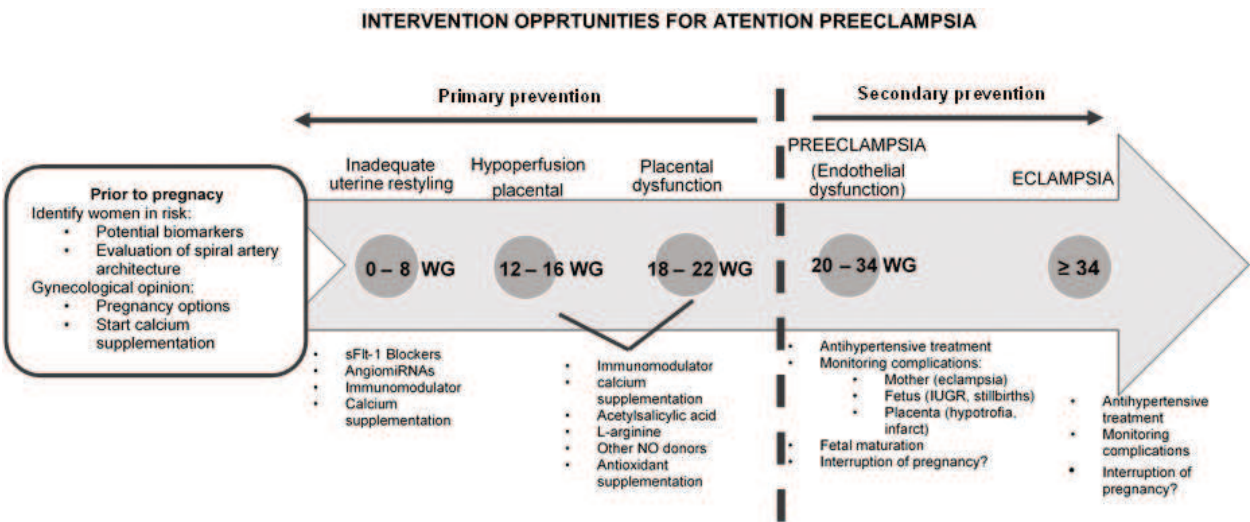 INTERVENTION OPPRTUNITIES FOR ATENTION PREECLAMPSIA
Primary prevention
Secondary prevention
Prior to pregnacy
Identify women in risk:
• Potential biomarkers
• Evaluation of spiral artery
architecture
Gynecological opinion:
• Pregnancy options
• Start calcium
supplementation
Inadequate
uterine restyling
Hypoperfusion
placental
Placental
dysfunction
PREECLAMPSIA
(Endothelial
dysfunction)
ECLAMPSIA
0 – 8 WG
12 – 16 WG
18 – 22 WG
20 – 34 WG
≥ 34
• sFlt-1 Blockers
• AngiomiRNAs
• Immunomodulator
• Calcium
supplementation
• Immunomodulator
• calcium
supplementation
• Acetylsalicylic acid
• L-arginine
• Other NO donors
• Antioxidant
supplementation
• Antihypertensive treatment
• Monitoring complications:
• Mother (eclampsia)
• Fetus (IUGR, stillbirths)
• Placenta (hypotrofia,
infarct)
• Fetal maturation
• Interruption of pregnancy?
• Antihypertensive
treatment
• Monitoring
complications
• Interruption of
pregnancy?